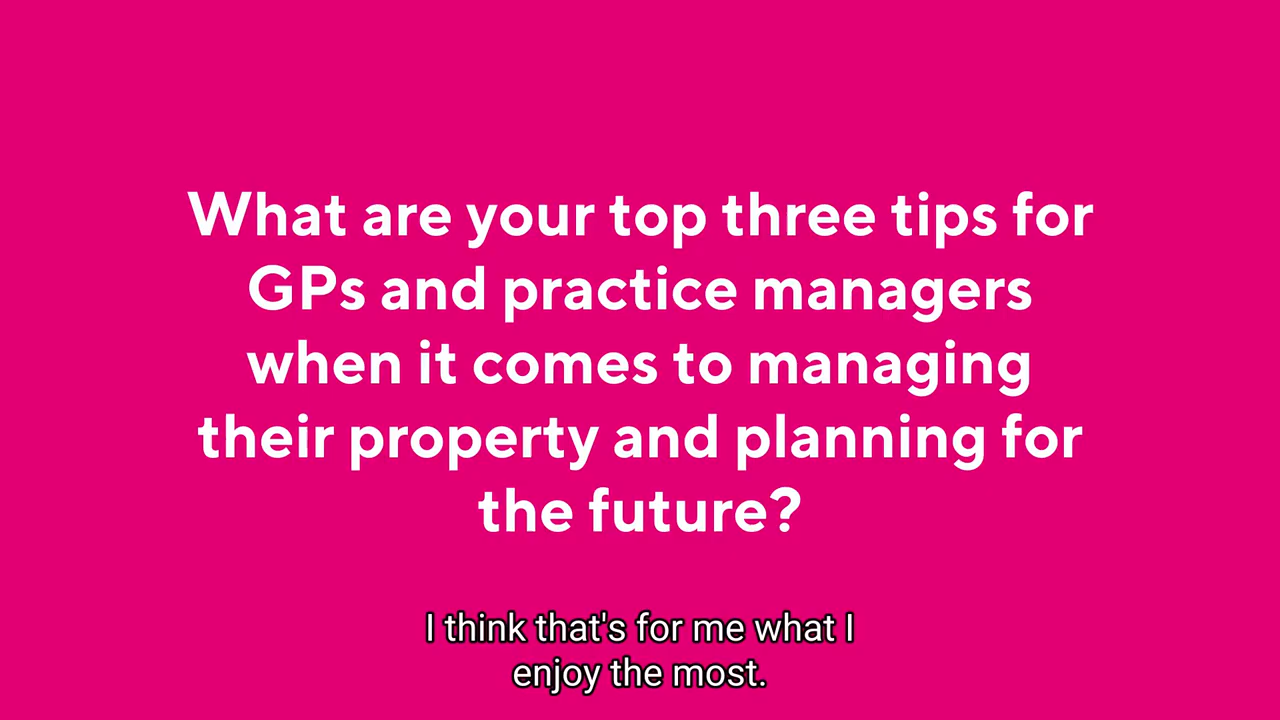 What are your top three tips for
GPs and practice managers
when it comes to managing
their property and planning for
the future?
I think that's for me what I
enjoy the most.